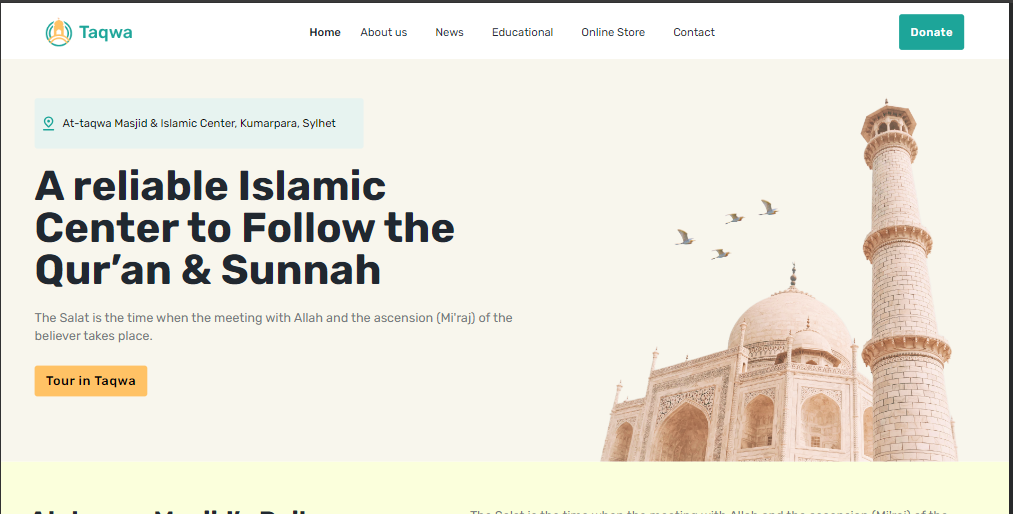 Taqwa
Home About us News Educational Online Store Contact
Donate
At-taqwa Masjid & Islamic Center, Kumarpara, Sylhet
A reliable Islamic
Center to Follow the
Qur'an & Sunnah
The Salat is the time when the meeting with Allah and the ascension (Mi'raj) of the
believer takes place.
Tour in Taqwa
The Salat is the time when the meeting with Allah and the ascension (Mi'raj) of the